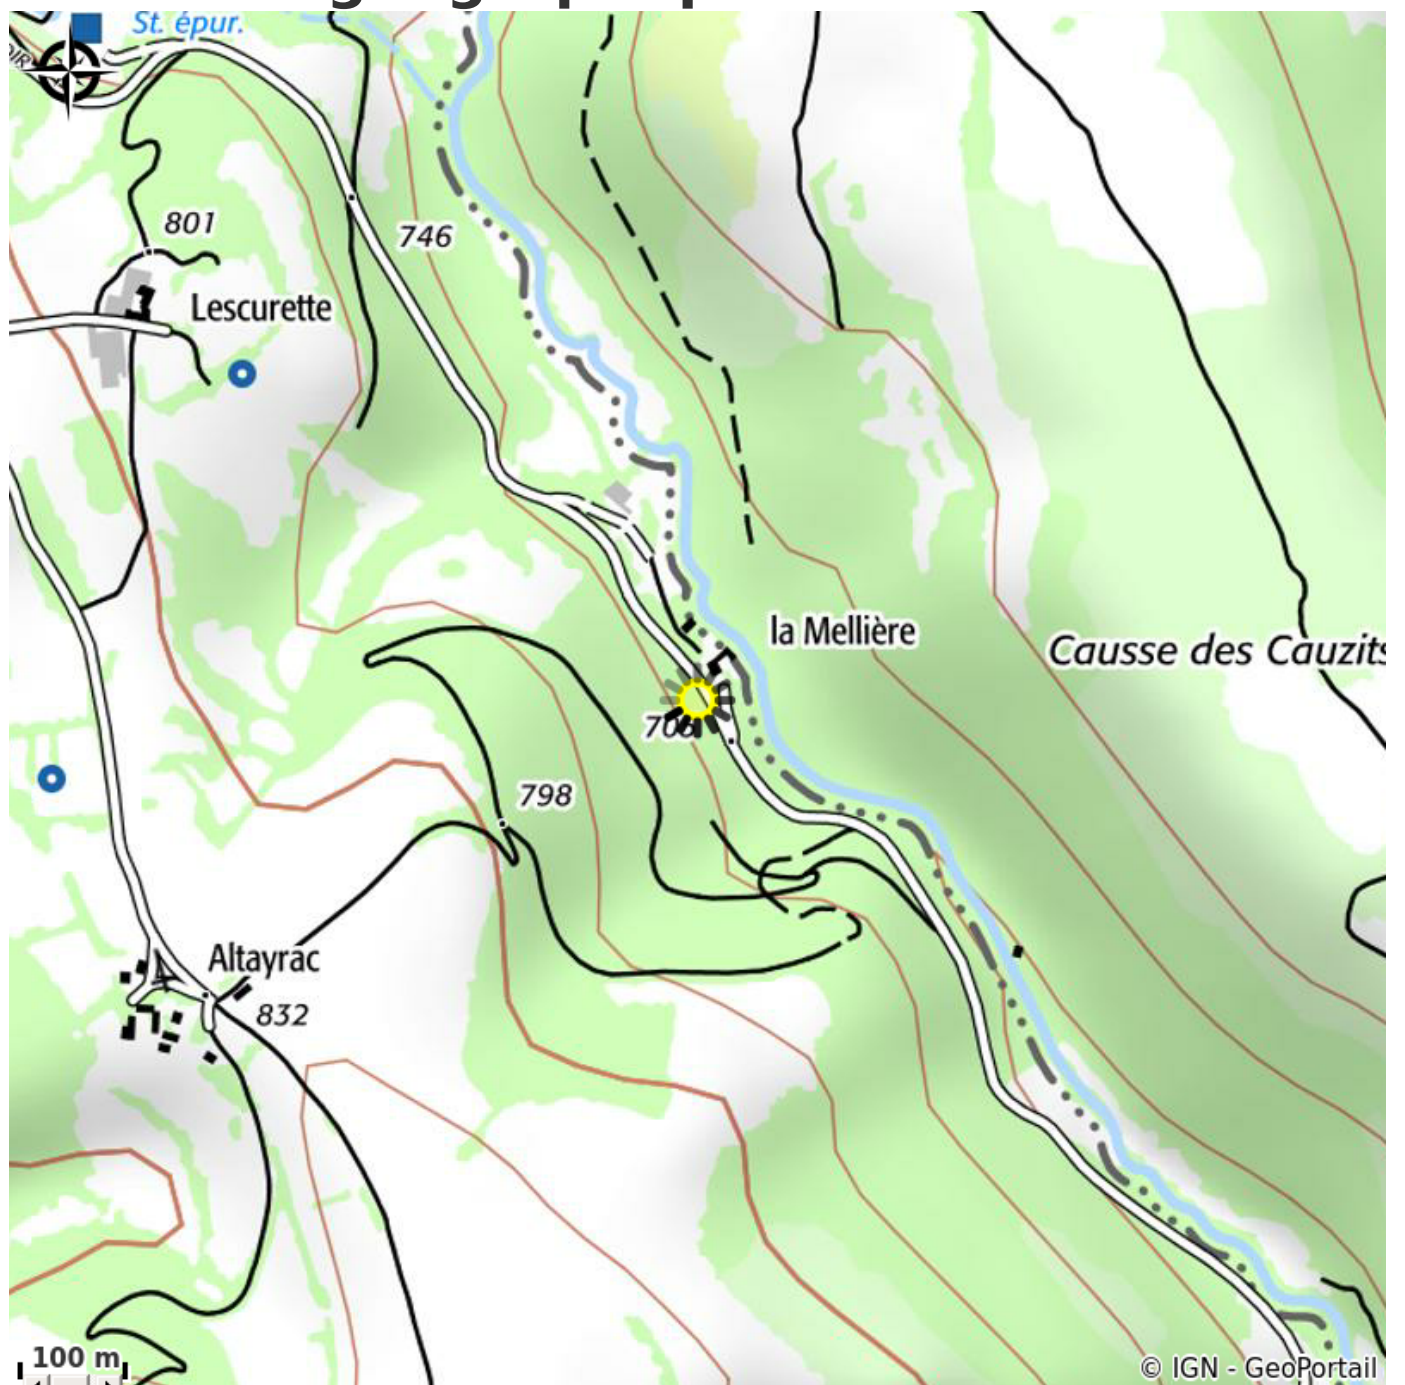 St. épur.
801
746
Lescurette
la Mellière
Causse des Cauzits
798
Altayrac
832
100 m
© IGN - GeoPortail